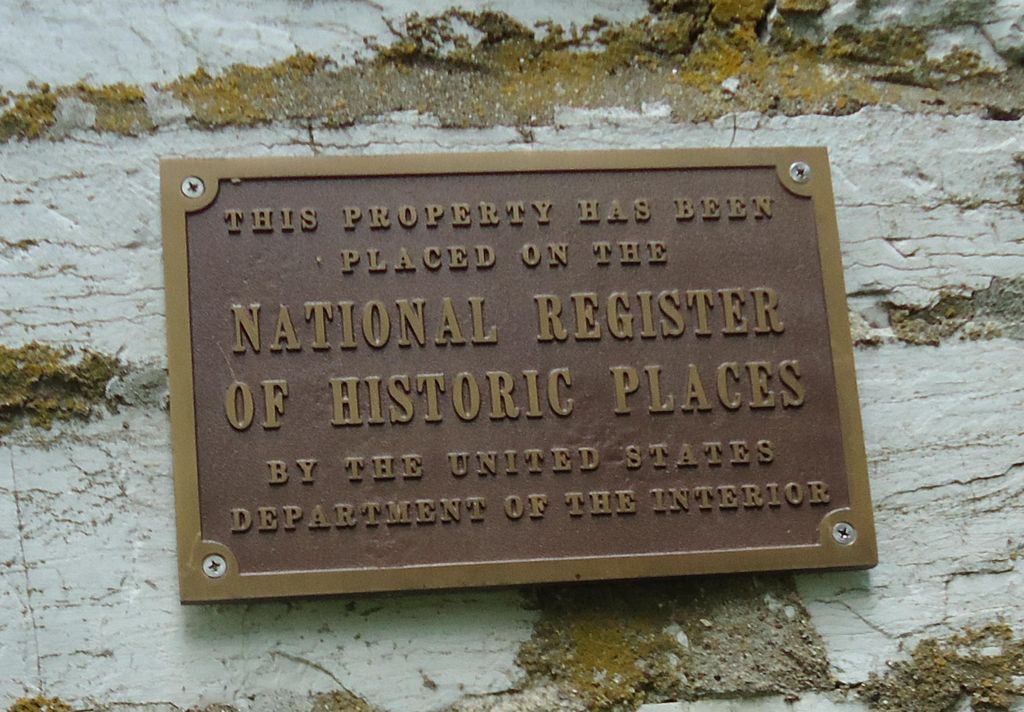 THIS PROPERTY HAS BEEN
PLACED ON THE
NATIONAL REGISTER
OF HISTORIC PLACES
BY THE UNITED STATES
DEPARTMENT OF THE INTERIOR